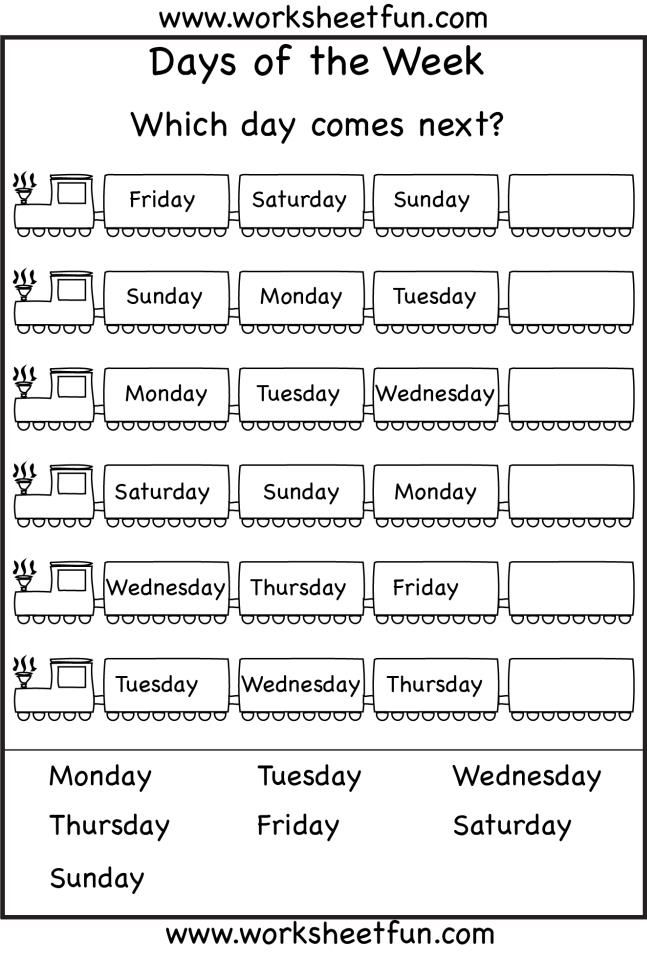 www.worksheetfun.com
Days of the Week
Which day comes next?
Friday Saturday Sunday
Sunday Monday Tuesday
Monday Tuesday Wednesday
Saturday Sunday Monday
Wednesday Thursday Friday
Tuesday Wednesday Thursday
Monday Tuesday Wednesday
Thursday Friday Saturday
Sunday
www.worksheetfun.com